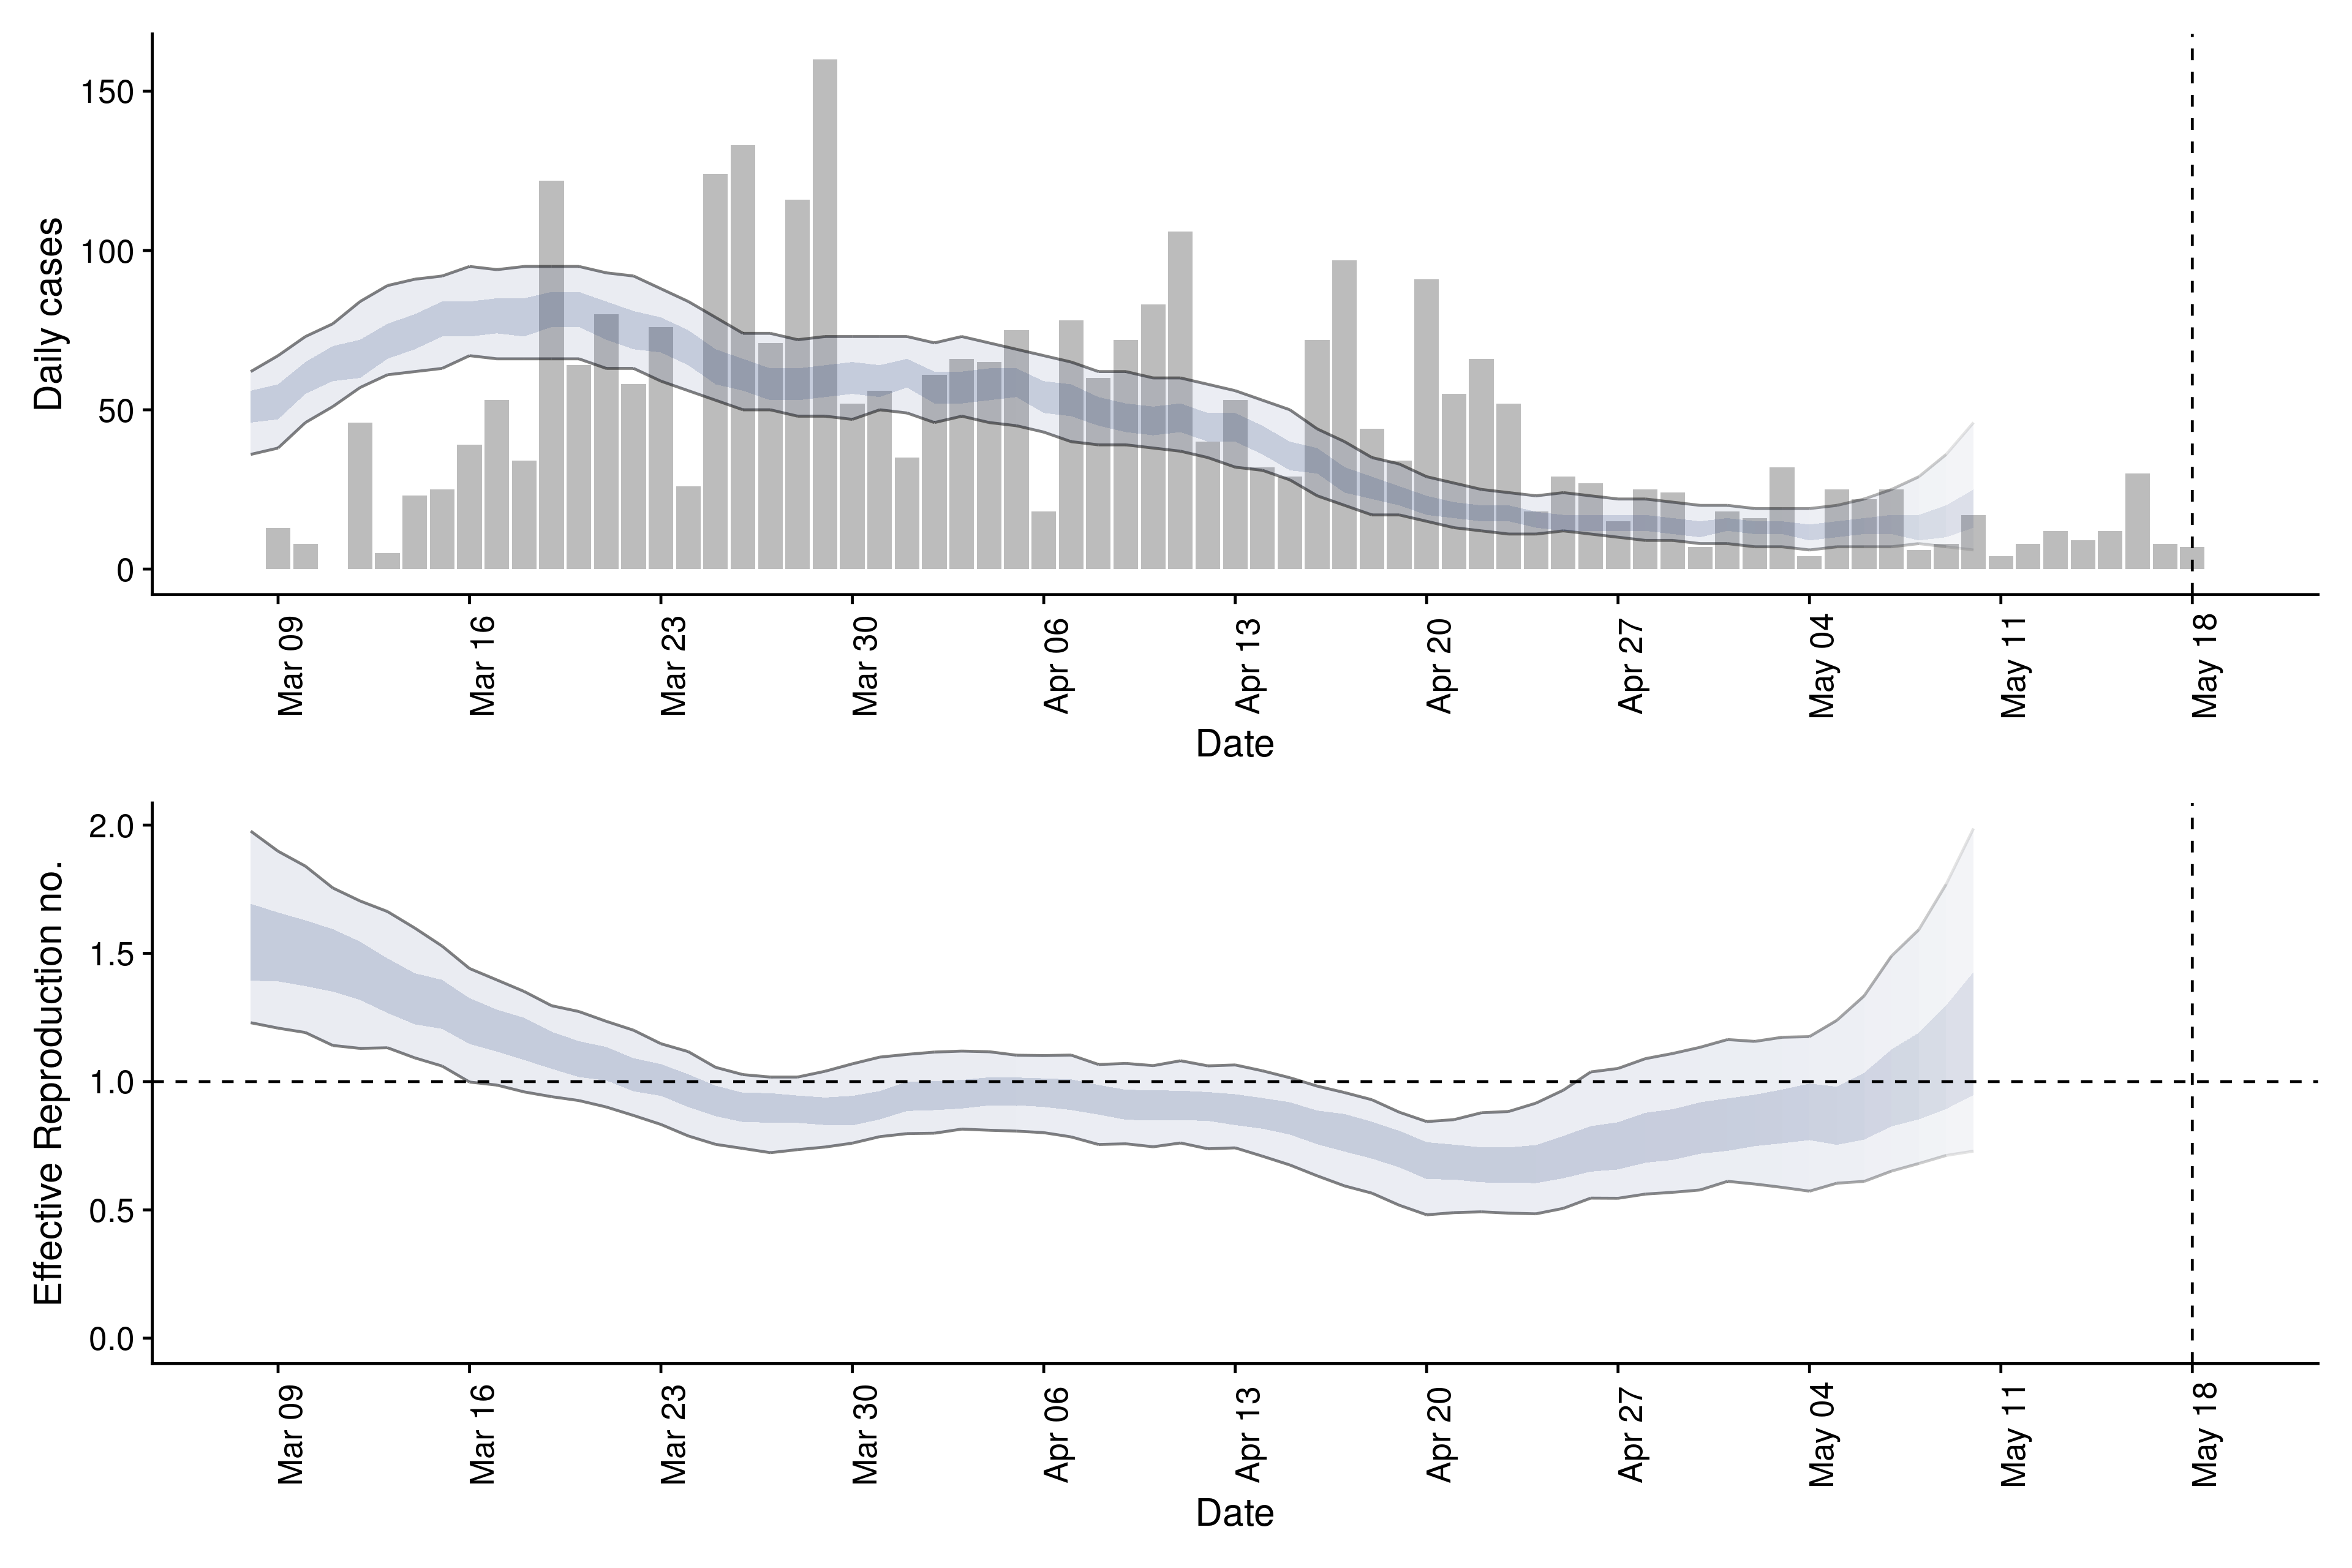 Daily cases
150
100
50
0
Mar 09
Mar 16
Mar 23
Mar 30
Apr 06
Apr 13
Apr 20
Apr 27
May 04
May 11
May 18
Date
Effective Reproduction no.
2.0
1.5
1.0
0.5
0.0
Mar 09
Mar 16
Mar 23
Mar 30
Apr 06
Apr 13
Apr 20
Apr 27
May 04
May 11
May 18
Date